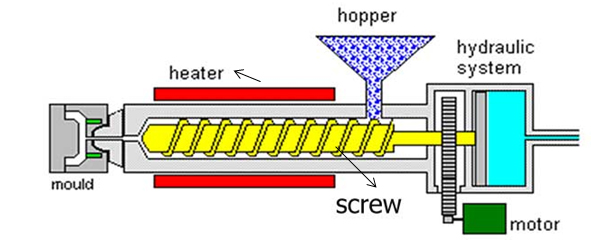 hopper
hydraulic
system
heater
mould
screw
motor